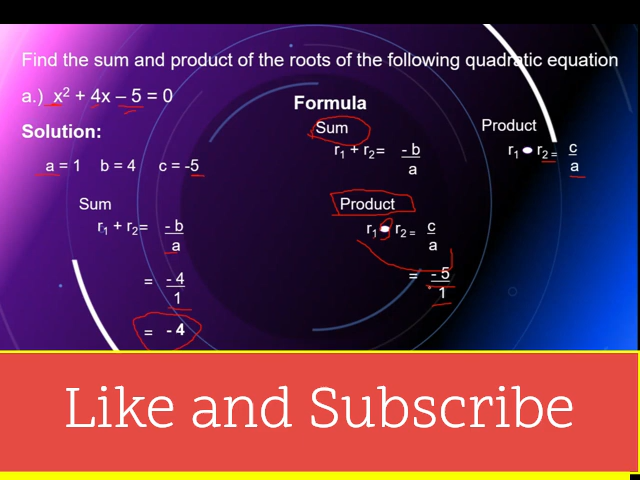 Find the sum and product of the roots of the following quadratic equation
a.) x² + 4x – 5 = 0
Formula
Solution:
Sum
Product
r₁ + r₂= - b
a
r₁ • r₂ = c
a
a = 1 b = 4 c = -5
Sum
r₁ + r₂= - b
a
= - 4
1
= - 4
Product
r₁ • r₂ = c
a
= - 5
1
Like and Subscribe